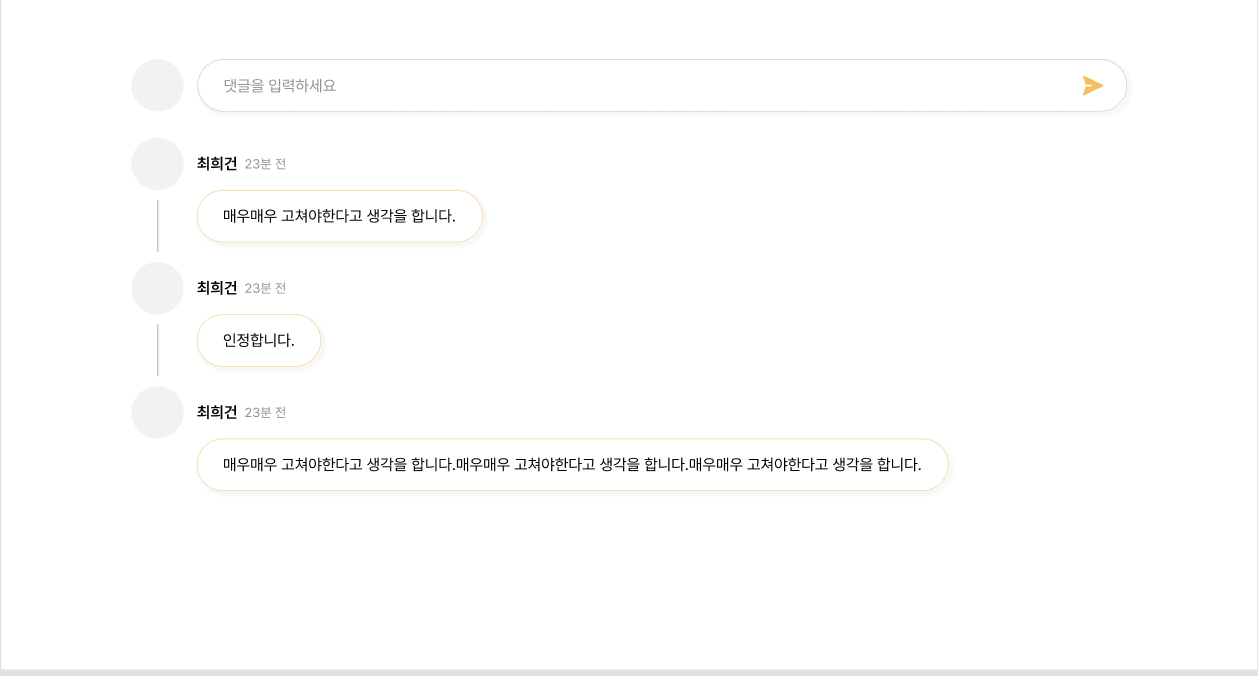 댓글을 입력하세요
최희건 23분 전
매우매우 고쳐야한다고 생각을 합니다.
최희건 23분 전
인정합니다.
최희건 23분 전
매우매우 고쳐야한다고 생각을 합니다.매우매우 고쳐야한다고 생각을 합니다.매우매우 고쳐야한다고 생각을 합니다.